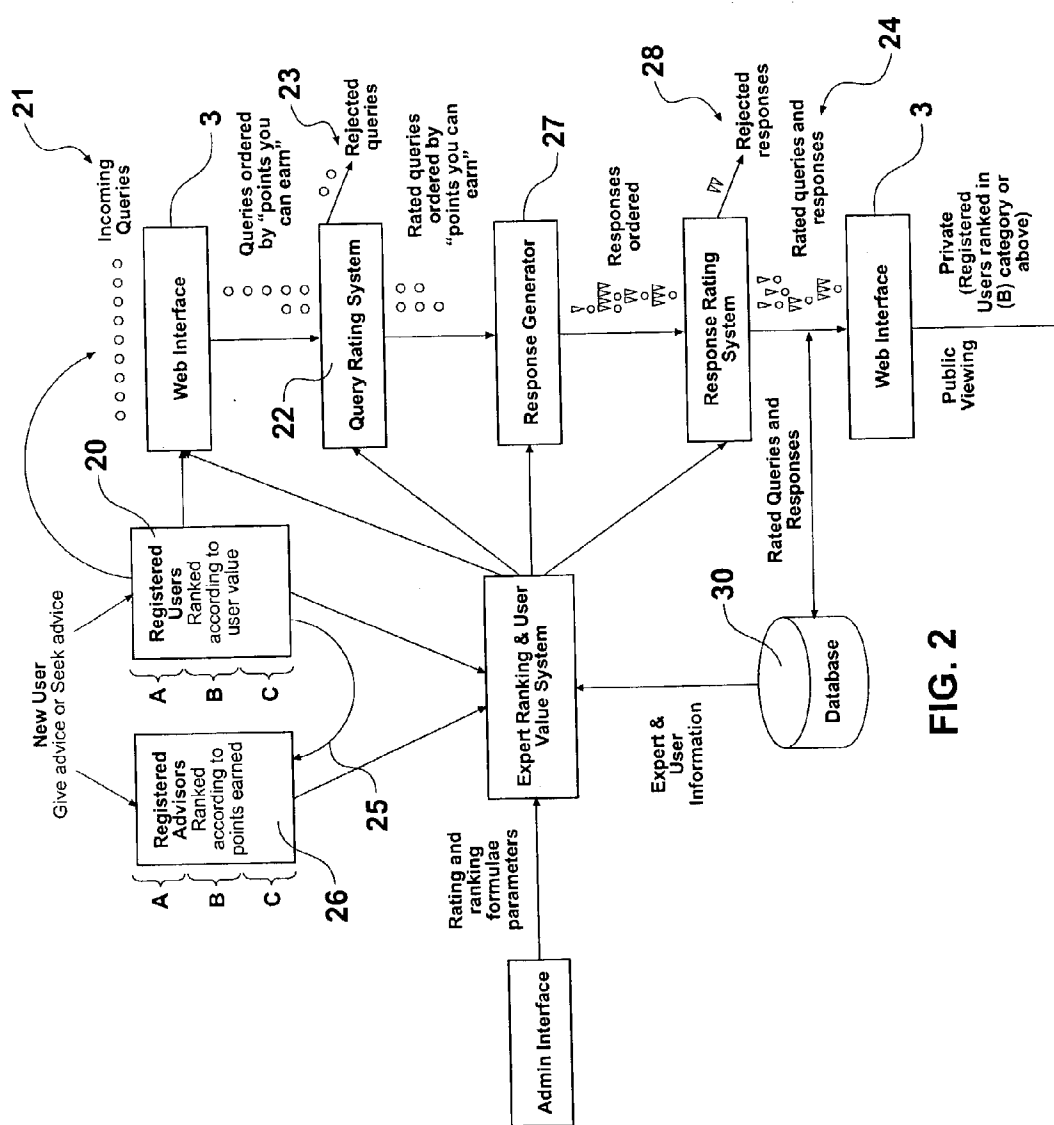 New User
Give advice or Seek advice
A
B
C
Registered
Advisors
Ranked
according to
points earned
26
A
B
C
Registered
Users
Ranked
according to
user value
20
25
21
Incoming
Queries
Web Interface
3
Queries ordered
by "points you
can earn"
Query Rating System
22
23
Rejected
queries
Rated queries
ordered by
"points you can
earn"
Response Generator
27
Responses
ordered
Response Rating
System
28
Rejected
responses
Rated queries and
responses
24
Web Interface
3
Public
Viewing
Private
(Registered
Users ranked in
(B) category or
above)
Admin Interface
Rating and
ranking
formulae
parameters
Expert Ranking & User
Value System
Expert &
User
Information
Database
30
Rated Queries and
Responses
FIG. 2